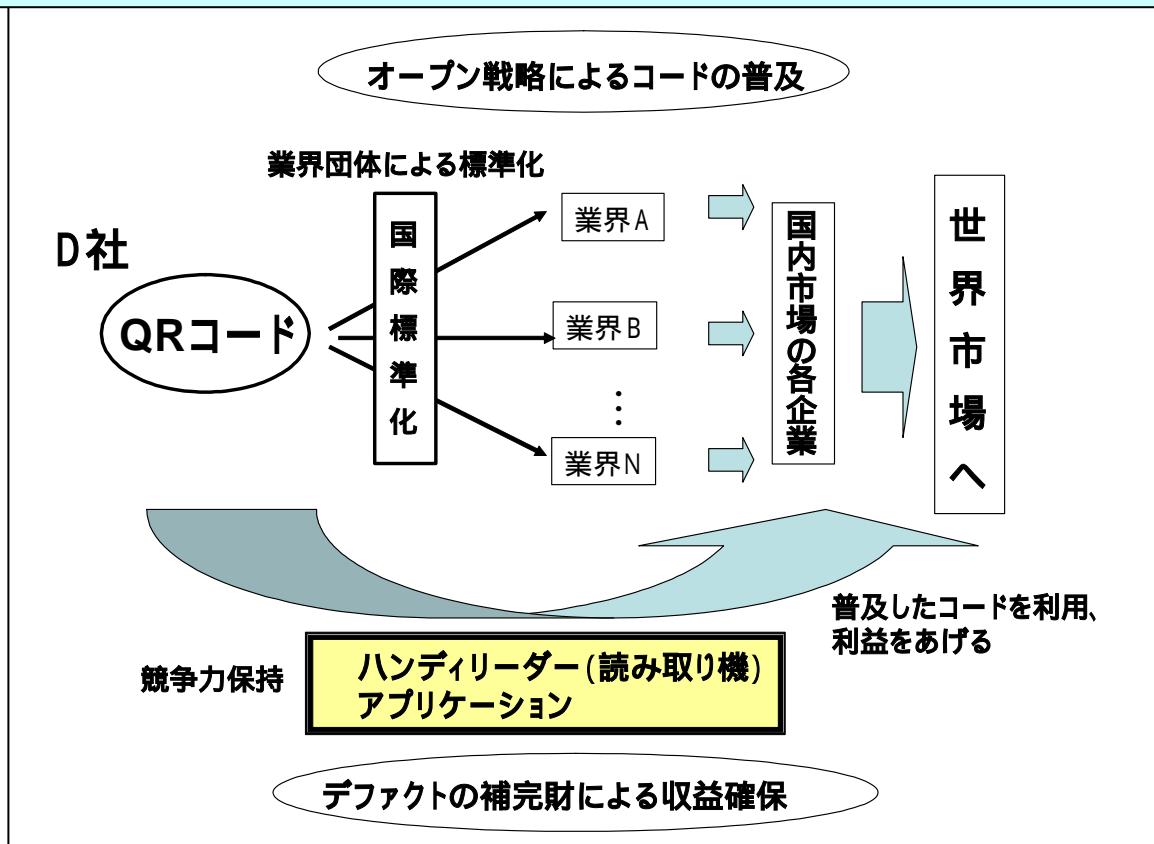 オープン戦略によるコードの普及
業界団体による標準化
D社
QRコード
国際標準化
業界A
業界B
⋮
業界N
国内市場の各企業
世界市場へ
普及したコードを利用、
利益をあげる
競争力保持
ハンディリーダー(読み取り機)
アプリケーション
デファクトの補完財による収益確保